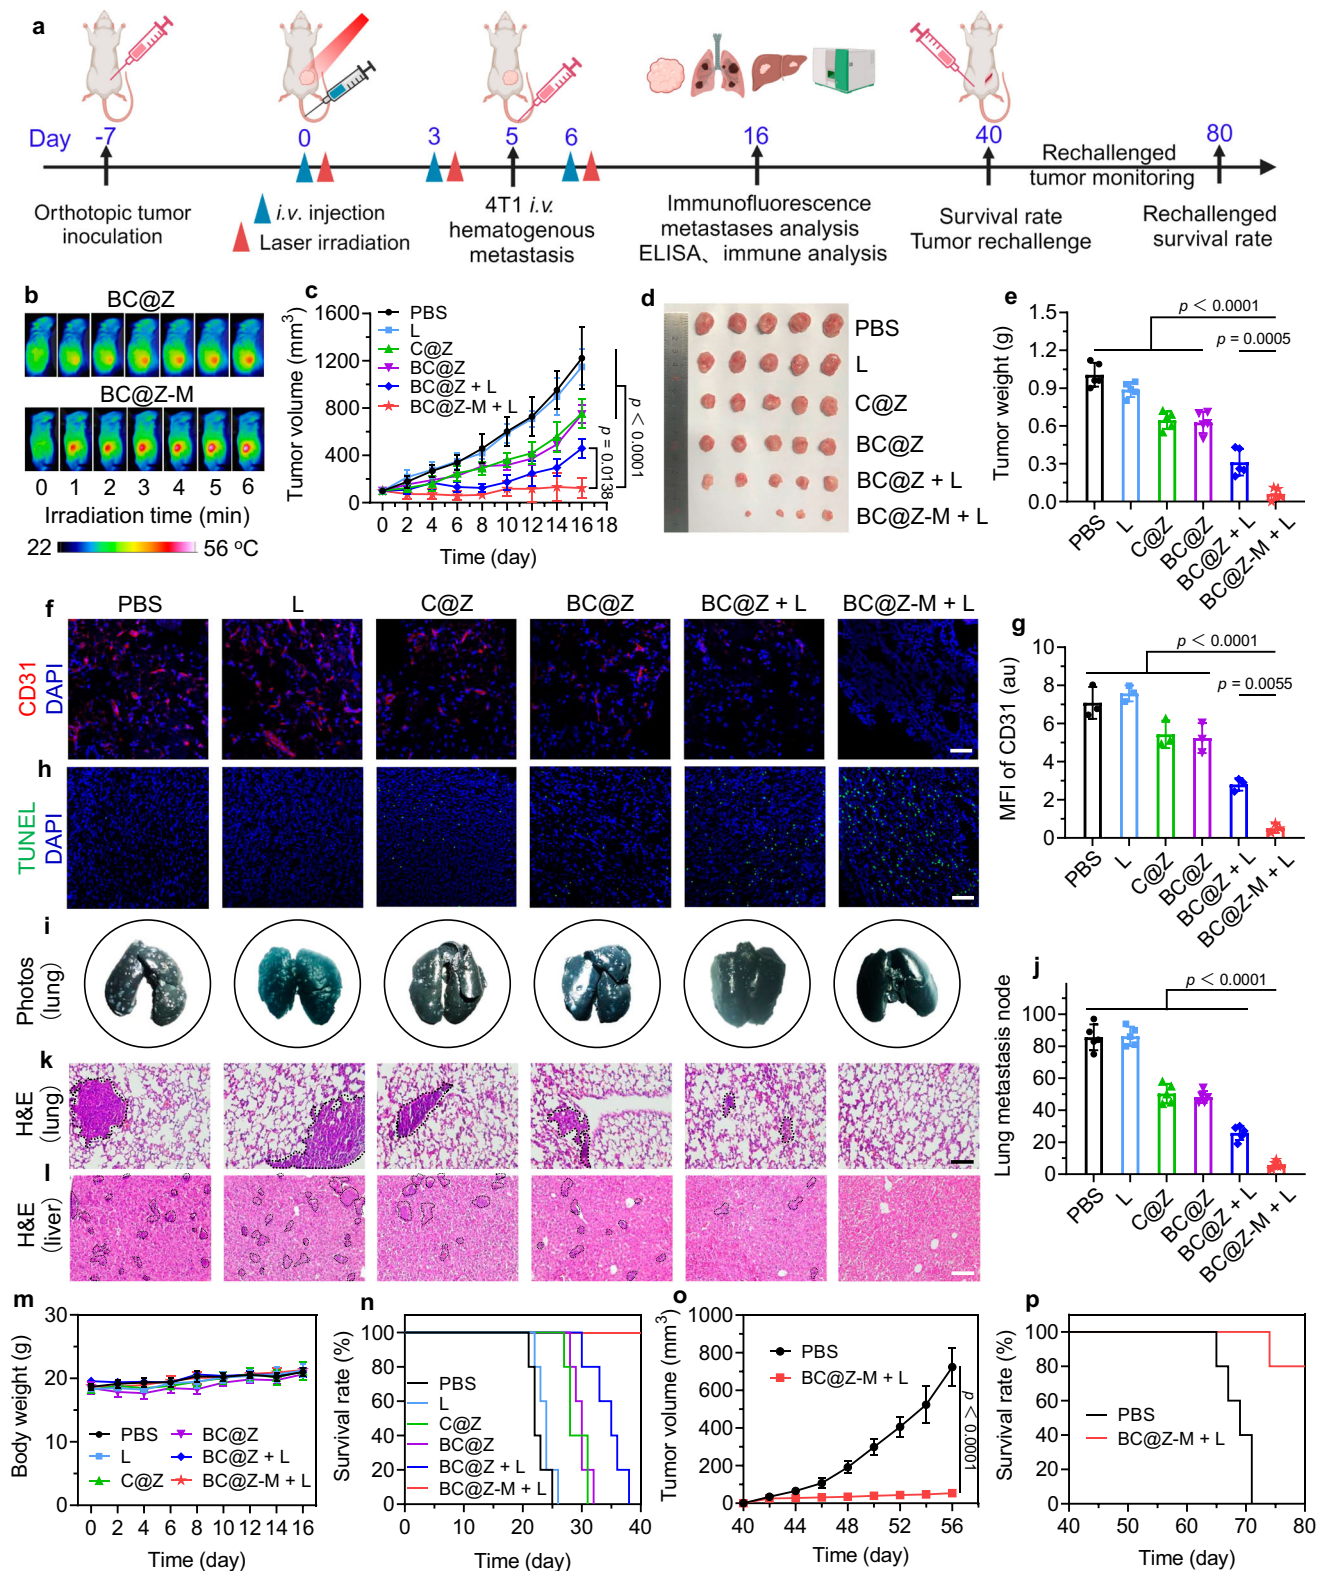 a
Day -7 0 3 5 6 16 40 80
Orthotopic tumor
inoculation
i.v. injection
Laser irradiation
4T1 i.v.
hematogenous
metastasis
Immunofluorescence
metastases analysis
ELISA、immune analysis
Survival rate
Tumor rechallenge
Rechallenged
tumor monitoring
Rechallenged
survival rate
b
BC@Z
BC@Z-M
0 1 2 3 4 5 6
Irradiation time (min)
22 56 °C
c
Tumor volume (mm³)
1600
1200
800
400
0
0 2 4 6 8 10 12 14 16 18
Time (day)
PBS
L
C@Z
BC@Z
BC@Z + L
BC@Z-M + L
p = 0.0138
p < 0.0001
d
PBS
L
C@Z
BC@Z
BC@Z + L
BC@Z-M + L
e
Tumor weight (g)
1.5
1.2
0.9
0.6
0.3
0.0
p < 0.0001
p = 0.0005
PBS
L
C@Z
BC@Z
BC@Z + L
BC@Z-M + L
f
PBS L C@Z BC@Z BC@Z + L BC@Z-M + L
CD31
DAPI
g
MFI of CD31 (au)
10
8
6
4
2
0
p < 0.0001
p = 0.0055
PBS
L
C@Z
BC@Z
BC@Z + L
BC@Z-M + L
h
TUNEL
DAPI
i
Photos
(lung)
j
Lung metastasis node
100
80
60
40
20
0
p < 0.0001
PBS
L
C@Z
BC@Z
BC@Z + L
BC@Z-M + L
k
H&E
(lung)
l
H&E
(liver)
m
Body weight (g)
30
20
10
0
PBS
L
C@Z
BC@Z
BC@Z + L
BC@Z-M + L
0 2 4 6 8 10 12 14 16
Time (day)
n
Survival rate (%)
100
80
60
40
20
0
PBS
L
C@Z
BC@Z
BC@Z + L
BC@Z-M + L
0 10 20 30 40
Time (day)
o
Tumor volume (mm³)
1000
800
600
400
200
0
PBS
BC@Z-M + L
p < 0.0001
40 44 48 52 56
Time (day)
p
Survival rate (%)
100
80
60
40
20
0
PBS
BC@Z-M + L
40 50 60 70 80
Time (day)